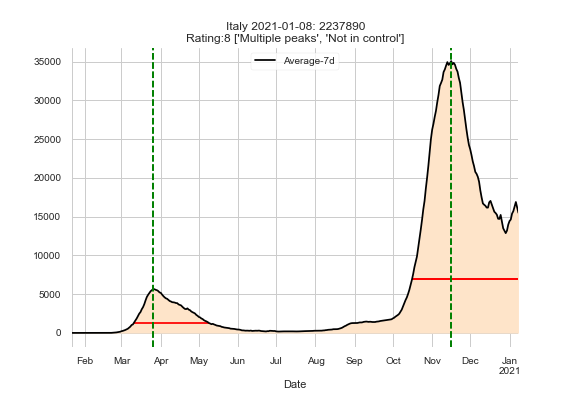 Italy 2021-01-08: 2237890
Rating:8 ['Multiple peaks', 'Not in control']
Average-7d
35000
30000
25000
20000
15000
10000
5000
0
Feb Mar Apr May Jun Jul Aug Sep Oct Nov Dec Jan
2021
Date